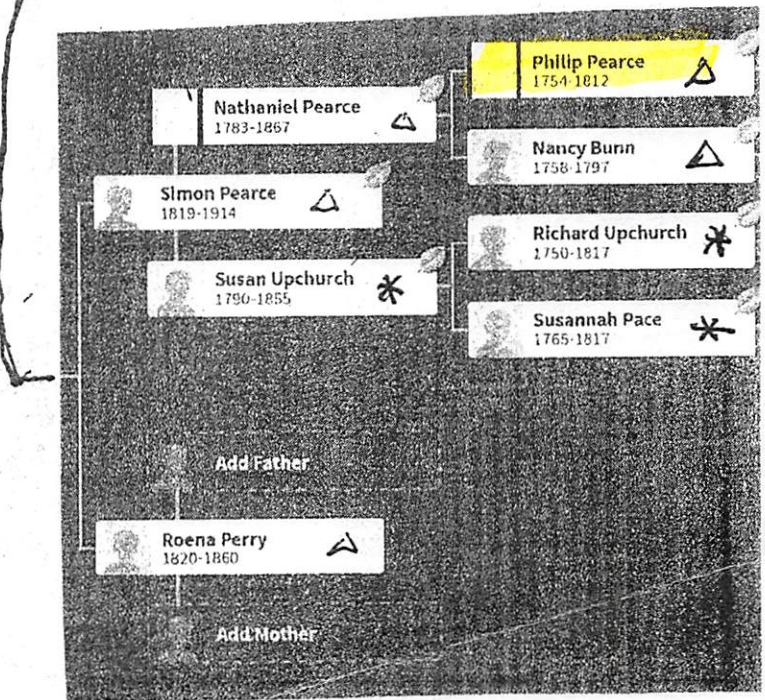 Philip Pearce
1754-1812
Nathaniel Pearce
1783-1867
Nancy Bunn
1758-1797
Simon Pearce
1819-1914
Richard Upchurch
1750-1817
Susan Upchurch
1790-1855
Susannah Pace
1765-1817
Add Father
Roena Perry
1820-1860
Add Mother